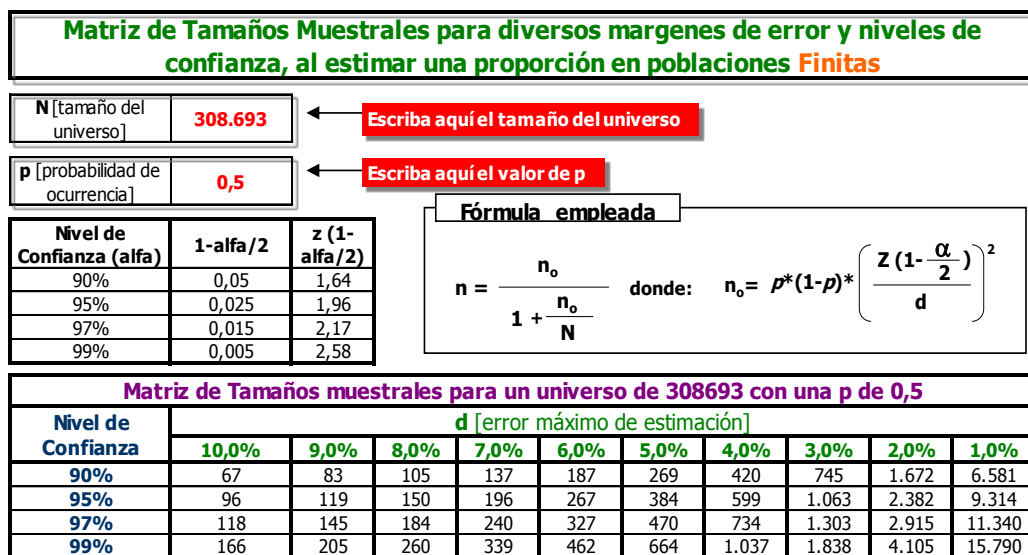 Matriz de Tamaños Muestrales para diversos margenes de error y niveles de
confianza, al estimar una proporción en poblaciones Finitas
N [tamaño del
universo]
308.693
Escriba aquí el tamaño del universo
p [probabilidad de
ocurrencia]
0,5
Escriba aquí el valor de p
Nivel de
Confianza (alfa)
1-alfa/2
z (1-
alfa/2)
90% 0,05 1,64
95% 0,025 1,96
97% 0,015 2,17
99% 0,005 2,58
Fórmula empleada
n = nₒ / (1 + nₒ/N) donde: nₒ= p*(1-p)* (Z (1- α/2) / d)²
Matriz de Tamaños muestrales para un universo de 308693 con una p de 0,5
Nivel de
Confianza
d [error máximo de estimación]
10,0% 9,0% 8,0% 7,0% 6,0% 5,0% 4,0% 3,0% 2,0% 1,0%
90% 67 83 105 137 187 269 420 745 1.672 6.581
95% 96 119 150 196 267 384 599 1.063 2.382 9.314
97% 118 145 184 240 327 470 734 1.303 2.915 11.340
99% 166 205 260 339 462 664 1.037 1.838 4.105 15.790